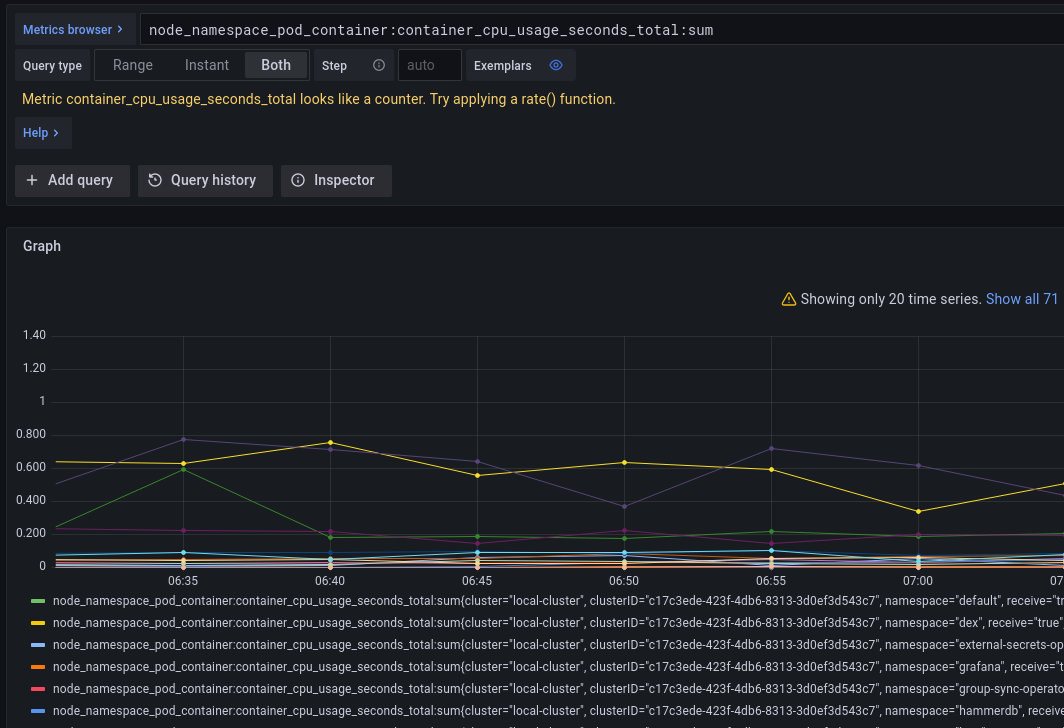 Metrics browser > node_namespace_pod_container:container_cpu_usage_seconds_total:sum
Query type Range Instant Both Step auto Exemplars
Metric container_cpu_usage_seconds_total looks like a counter. Try applying a rate() function.
Help >
+ Add query Query history Inspector
Graph
Showing only 20 time series. Show all 71
1.40
1.20
1
0.800
0.600
0.400
0.200
0
06:35 06:40 06:45 06:50 06:55 07:00 07
node_namespace_pod_container:container_cpu_usage_seconds_total:sum{cluster="local-cluster", clusterID="c17c3ede-423f-4db6-8313-3d0ef3d543c7", namespace="default", receive="tr
node_namespace_pod_container:container_cpu_usage_seconds_total:sum{cluster="local-cluster", clusterID="c17c3ede-423f-4db6-8313-3d0ef3d543c7", namespace="dex", receive="true"
node_namespace_pod_container:container_cpu_usage_seconds_total:sum{cluster="local-cluster", clusterID="c17c3ede-423f-4db6-8313-3d0ef3d543c7", namespace="external-secrets-op
node_namespace_pod_container:container_cpu_usage_seconds_total:sum{cluster="local-cluster", clusterID="c17c3ede-423f-4db6-8313-3d0ef3d543c7", namespace="grafana", receive="t
node_namespace_pod_container:container_cpu_usage_seconds_total:sum{cluster="local-cluster", clusterID="c17c3ede-423f-4db6-8313-3d0ef3d543c7", namespace="group-sync-operato
node_namespace_pod_container:container_cpu_usage_seconds_total:sum{cluster="local-cluster", clusterID="c17c3ede-423f-4db6-8313-3d0ef3d543c7", namespace="hammerdb", receive